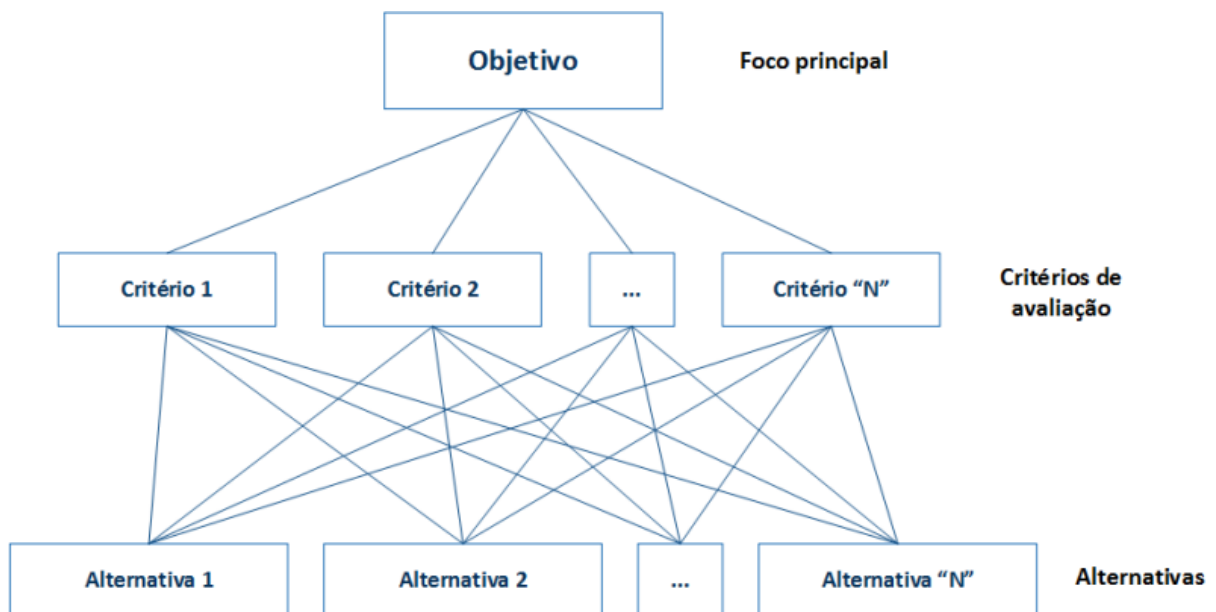 Objetivo
Foco principal
Critério 1
Critério 2
...
Critério “N”
Critérios de
avaliação
Alternativa 1
Alternativa 2
...
Alternativa “N”
Alternativas